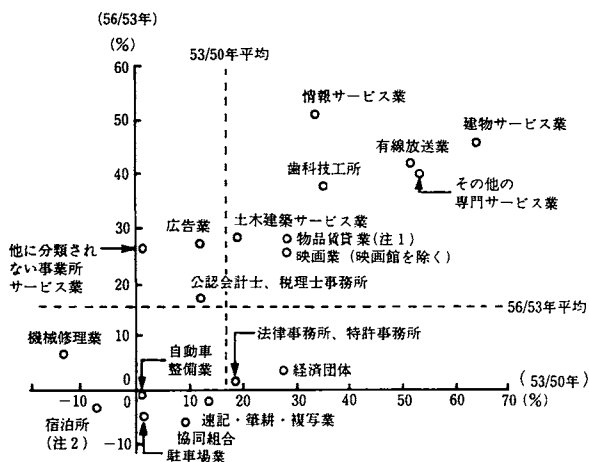 (56/53年)
(%)
53/50年平均
60
情報サービス業
建物サービス業
50
有線放送業
歯科技工所
40
その他の
専門サービス業
30
広告業
土木建築サービス業
物品賃貸業(注1)
他に分類され
ない事業所
サービス業
映画業(映画館を除く)
20
公認会計士、税理士事務所
56/53年平均
機械修理業
10
自動車
整備業
法律事務所、特許事務所
経済団体
0
(53/50年)
-20
-10
0
10
20
30
40
50
60
70
(%)
宿泊所
(注2)
-10
速記・筆耕・複写業
協同組合
駐車場業